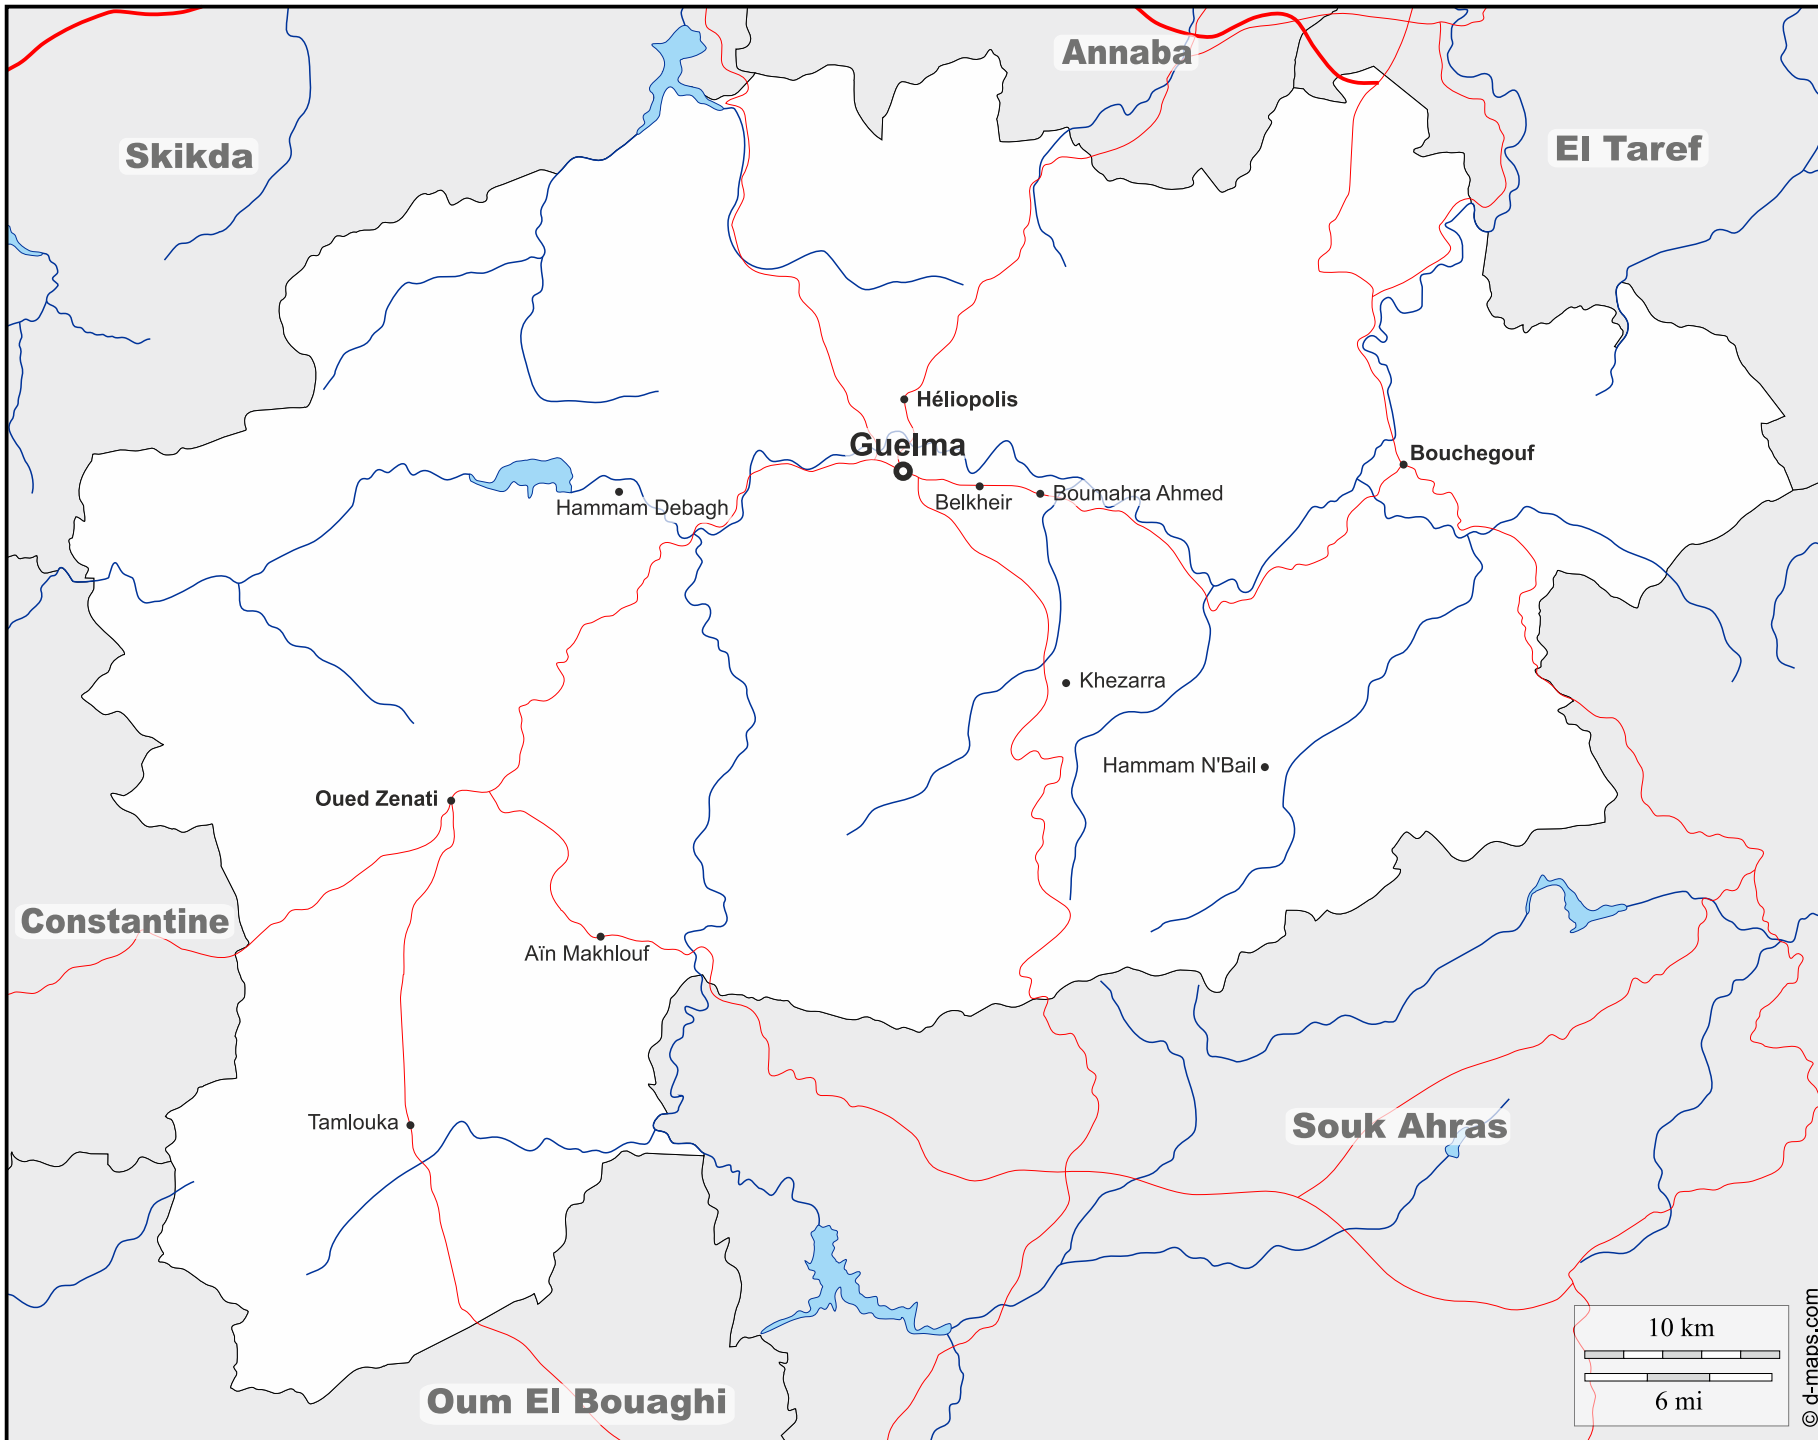 Annaba
Skikda
El Taref
Héliopolis
Guelma
Bouchegouf
Hammam Debagh
Belkheir
Boumahra Ahmed
Khezarra
Hammam N'Bail
Oued Zenati
Constantine
Aïn Makhlouf
Tamlouka
Souk Ahras
Oum El Bouaghi
10 km
6 mi
© d-maps.com